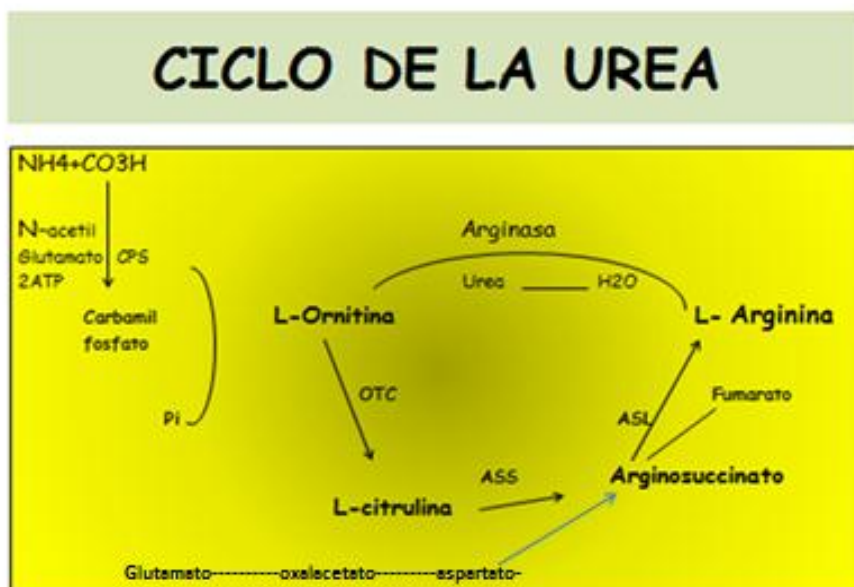 CICLO DE LA UREA
NH4+CO3H
N-acetil
Glutamato CPS
2ATP
Carbamil
fosfato
Pi
Arginasa
Urea H2O
L-Ornitina
L- Arginina
OTC
ASL
Fumarato
ASS
Arginosuccinato
L-citrulina
Glutamato----------oxalacetato---------aspartato-